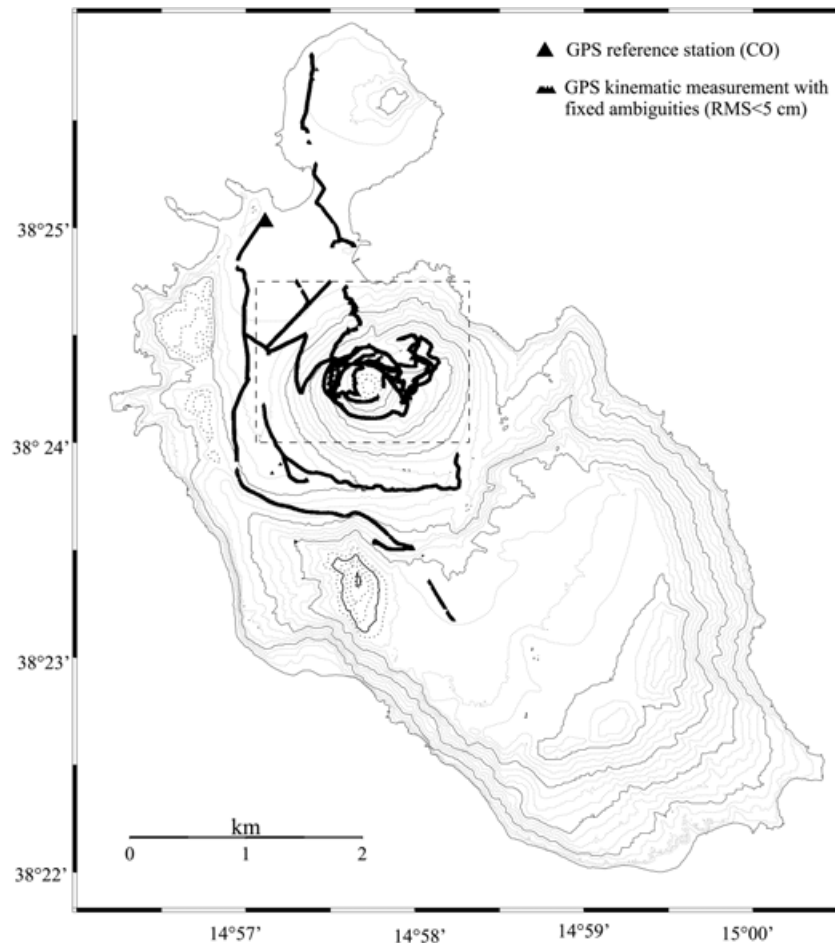 GPS reference station (CO)
GPS kinematic measurement with
fixed ambiguities (RMS<5 cm)
38°25'
38° 24'
38°23'
38°22'
km
0 1 2
14°57' 14°58' 14°59' 15°00'